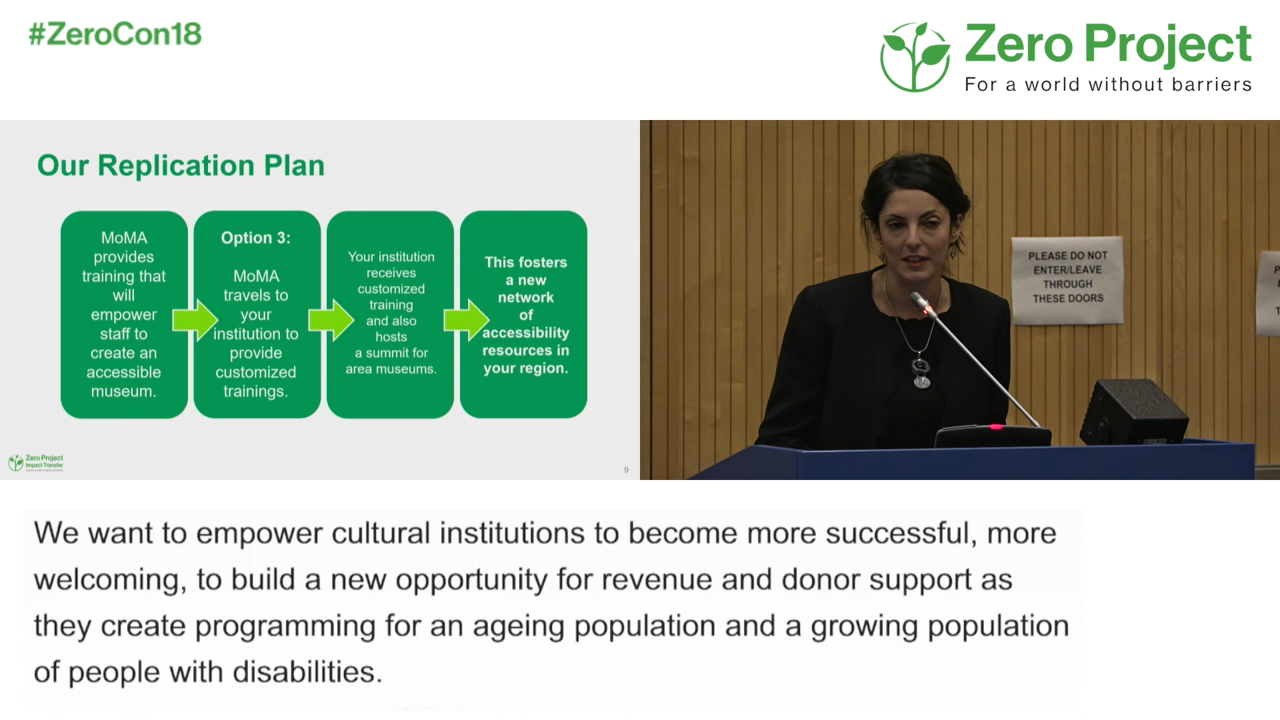 #ZeroCon18
Zero Project
For a world without barriers
Our Replication Plan
MoMA
provides
training that
will
empower
staff to
create an
accessible
museum.
Option 3:
MoMA
travels to
your
institution to
provide
customized
trainings.
Your institution
receives
customized
training
and also
hosts
a summit for
area museums.
This fosters
a new
network
of
accessibility
resources in
your region.
Zero Project
Impact Transfer
9
PLEASE DO NOT
ENTER/LEAVE
THROUGH
THESE DOORS
We want to empower cultural institutions to become more successful, more
welcoming, to build a new opportunity for revenue and donor support as
they create programming for an ageing population and a growing population
of people with disabilities.